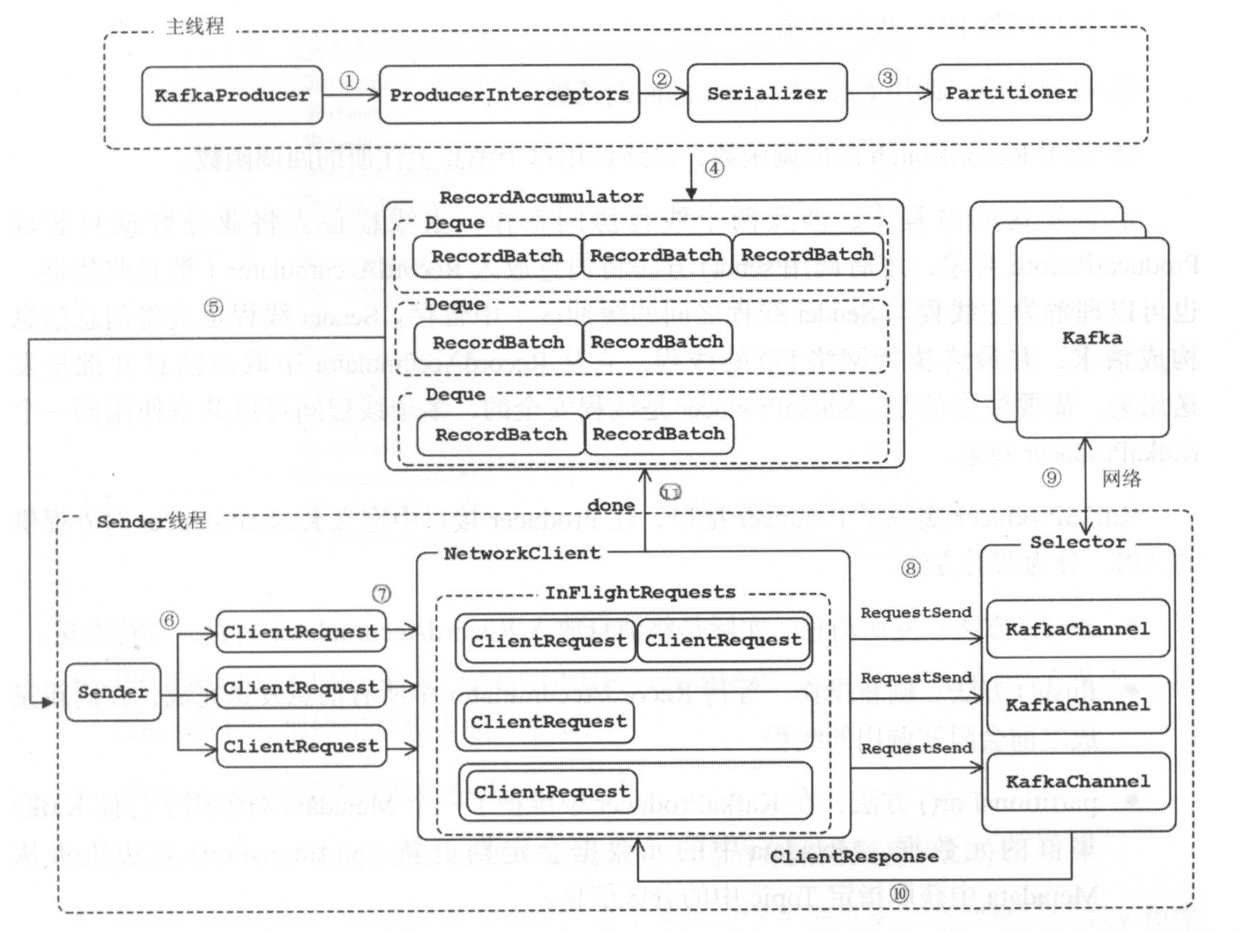 主线程
KafkaProducer ① ProducerInterceptors ② Serializer ③ Partitioner
④
RecordAccumulator
Deque
RecordBatch RecordBatch RecordBatch
⑤
Deque
RecordBatch RecordBatch
Kafka
Deque
RecordBatch RecordBatch
⑨ 网络
done ⑪
Sender线程
NetworkClient
⑧
Selector
InFlightRequests
⑥ ⑦
RequestSend
ClientRequest
ClientRequest ClientRequest
KafkaChannel
Sender
ClientRequest
RequestSend
ClientRequest
KafkaChannel
ClientRequest
RequestSend
ClientRequest
KafkaChannel
ClientResponse
⑩